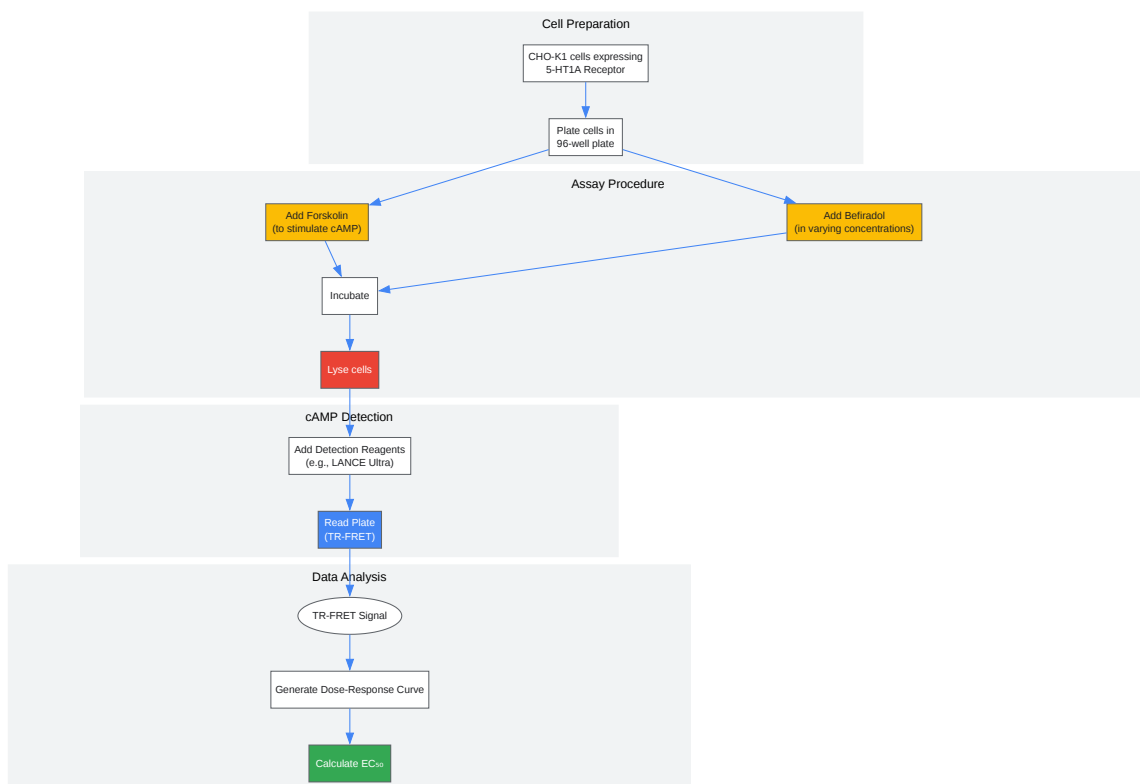 Cell Preparation
CHO-K1 cells expressing
5-HT1A Receptor
Plate cells in
96-well plate
Assay Procedure
Add Forskolin
(to stimulate cAMP)
Add Befiradol
(in varying concentrations)
Incubate
Lyse cells
cAMP Detection
Add Detection Reagents
(e.g., LANCE Ultra)
Read Plate
(TR-FRET)
Data Analysis
TR-FRET Signal
Generate Dose-Response Curve
Calculate EC₅₀